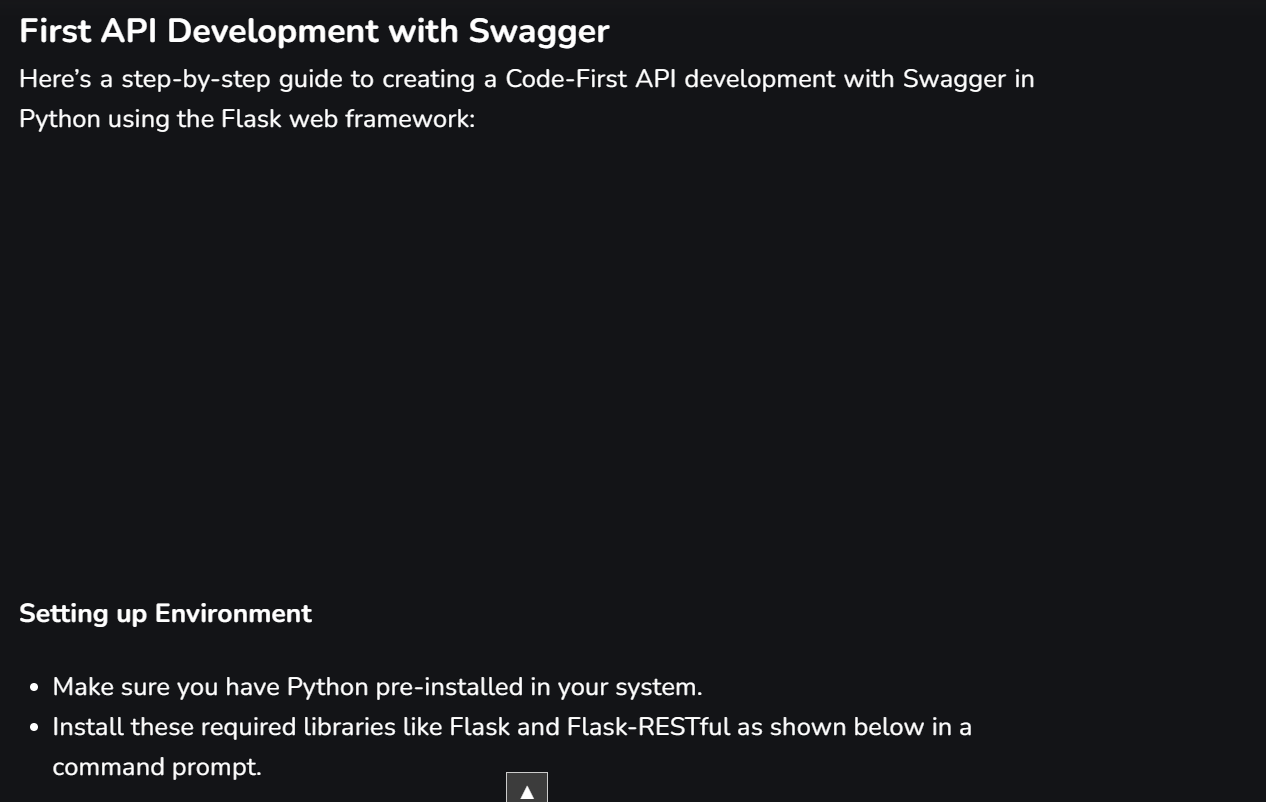 First API Development with Swagger
Here’s a step-by-step guide to creating a Code-First API development with Swagger in
Python using the Flask web framework:
Setting up Environment
• Make sure you have Python pre-installed in your system.
• Install these required libraries like Flask and Flask-RESTful as shown below in a
command prompt.
▲